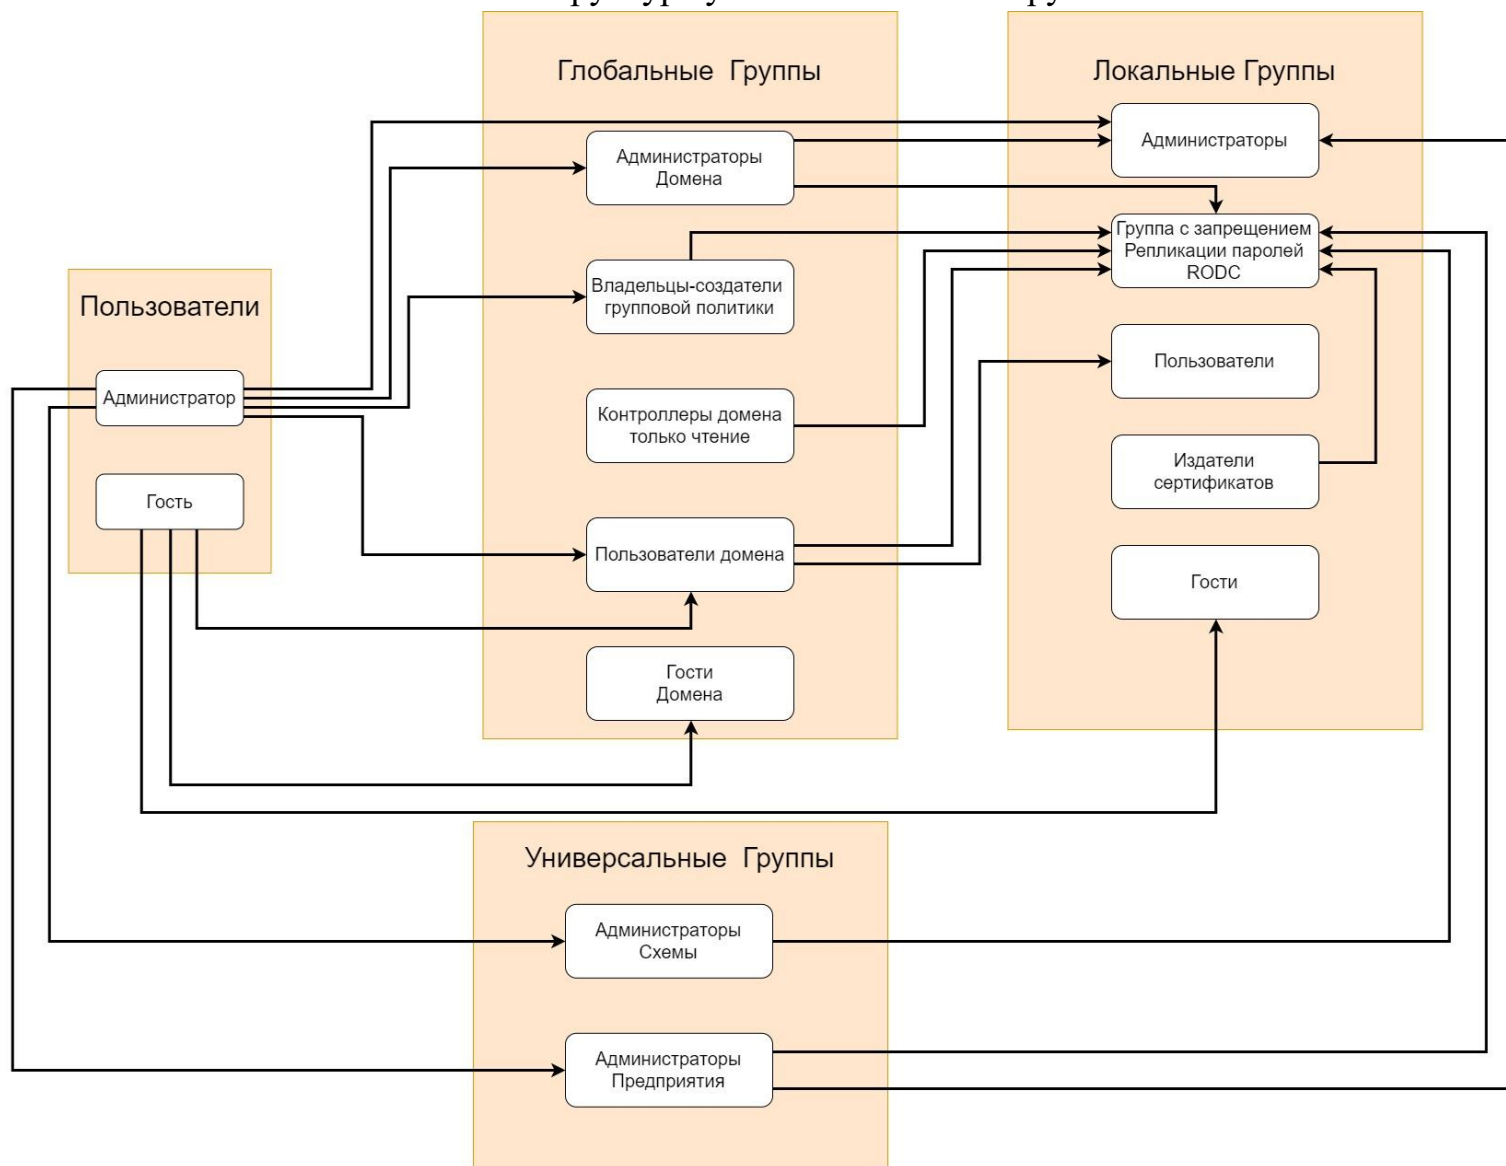 Глобальные Группы
Локальные Группы
Администраторы
Домена
Администраторы
Группа с запрещением
Репликации паролей
RODC
Владельцы-создатели
групповой политики
Пользователи
Пользователи
Администратор
Контроллеры домена
только чтение
Издатели
сертификатов
Гость
Пользователи домена
Гости
Гости
Домена
Универсальные Группы
Администраторы
Схемы
Администраторы
Предприятия